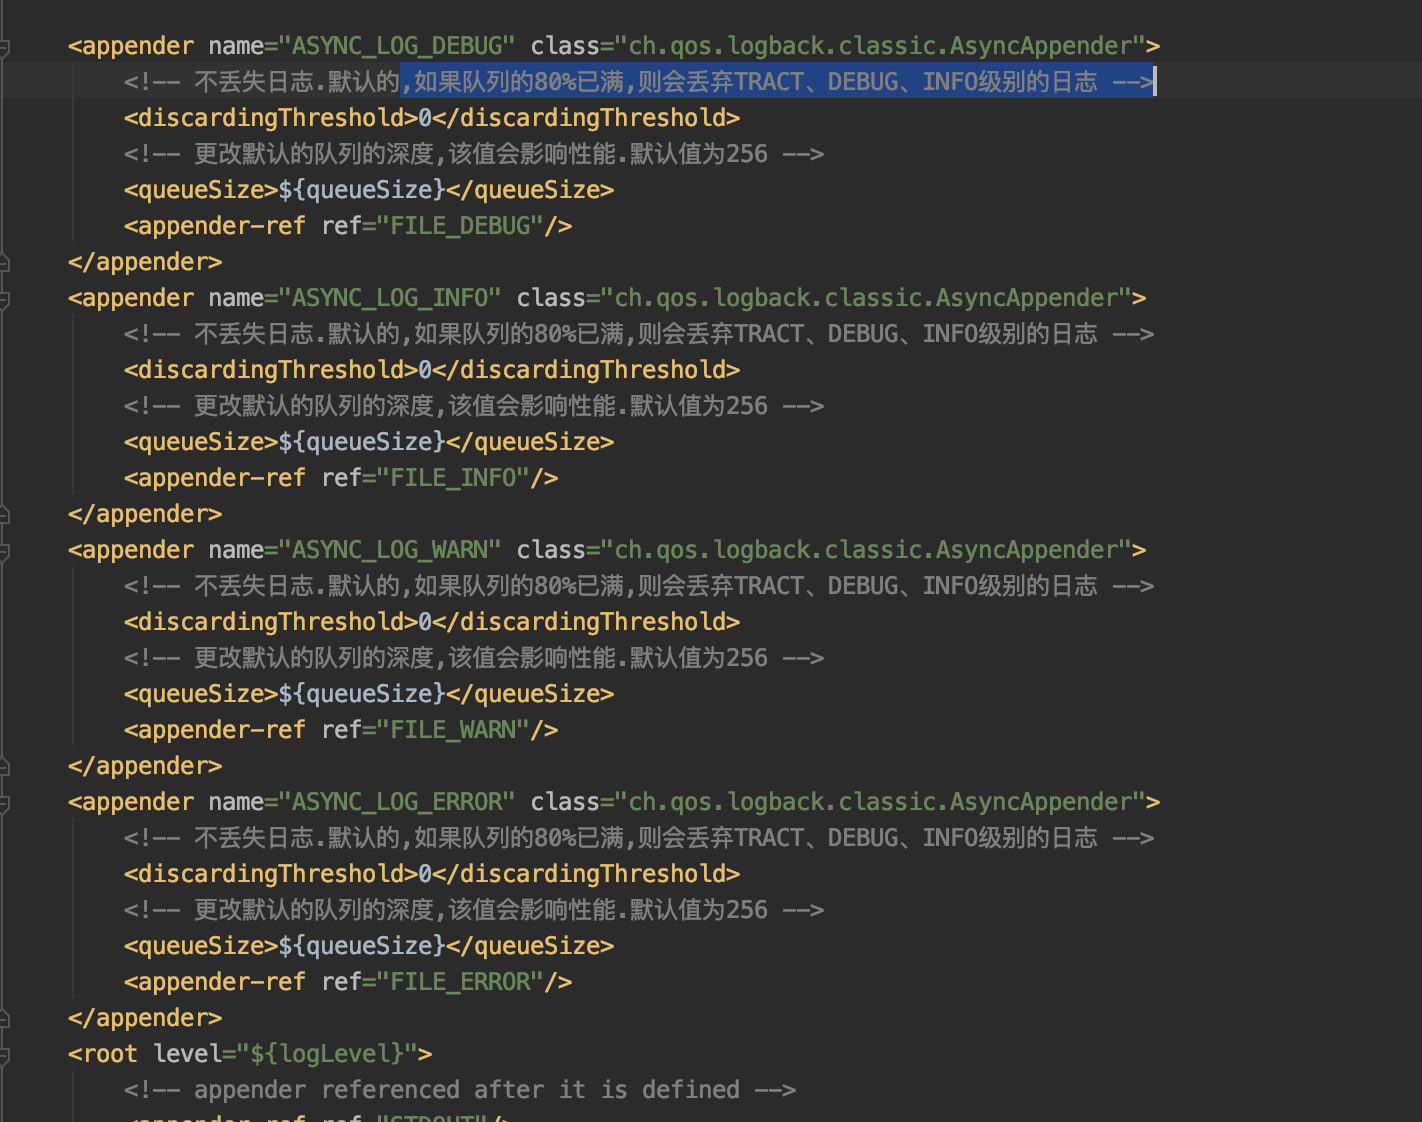 <appender name="ASYNC_LOG_DEBUG" class="ch.qos.logback.classic.AsyncAppender">
<!-- 不丢失日志.默认的,如果队列的80%已满,则会丢弃TRACT、DEBUG、INFO级别的日志 -->
<discardingThreshold>0</discardingThreshold>
<!-- 更改默认的队列的深度,该值会影响性能.默认值为256 -->
<queueSize>${queueSize}</queueSize>
<appender-ref ref="FILE_DEBUG"/>
</appender>
<appender name="ASYNC_LOG_INFO" class="ch.qos.logback.classic.AsyncAppender">
<!-- 不丢失日志.默认的,如果队列的80%已满,则会丢弃TRACT、DEBUG、INFO级别的日志 -->
<discardingThreshold>0</discardingThreshold>
<!-- 更改默认的队列的深度,该值会影响性能.默认值为256 -->
<queueSize>${queueSize}</queueSize>
<appender-ref ref="FILE_INFO"/>
</appender>
<appender name="ASYNC_LOG_WARN" class="ch.qos.logback.classic.AsyncAppender">
<!-- 不丢失日志.默认的,如果队列的80%已满,则会丢弃TRACT、DEBUG、INFO级别的日志 -->
<discardingThreshold>0</discardingThreshold>
<!-- 更改默认的队列的深度,该值会影响性能.默认值为256 -->
<queueSize>${queueSize}</queueSize>
<appender-ref ref="FILE_WARN"/>
</appender>
<appender name="ASYNC_LOG_ERROR" class="ch.qos.logback.classic.AsyncAppender">
<!-- 不丢失日志.默认的,如果队列的80%已满,则会丢弃TRACT、DEBUG、INFO级别的日志 -->
<discardingThreshold>0</discardingThreshold>
<!-- 更改默认的队列的深度,该值会影响性能.默认值为256 -->
<queueSize>${queueSize}</queueSize>
<appender-ref ref="FILE_ERROR"/>
</appender>
<root level="${logLevel}">
<!-- appender referenced after it is defined -->
<appender-ref ref="STDOUT"/>